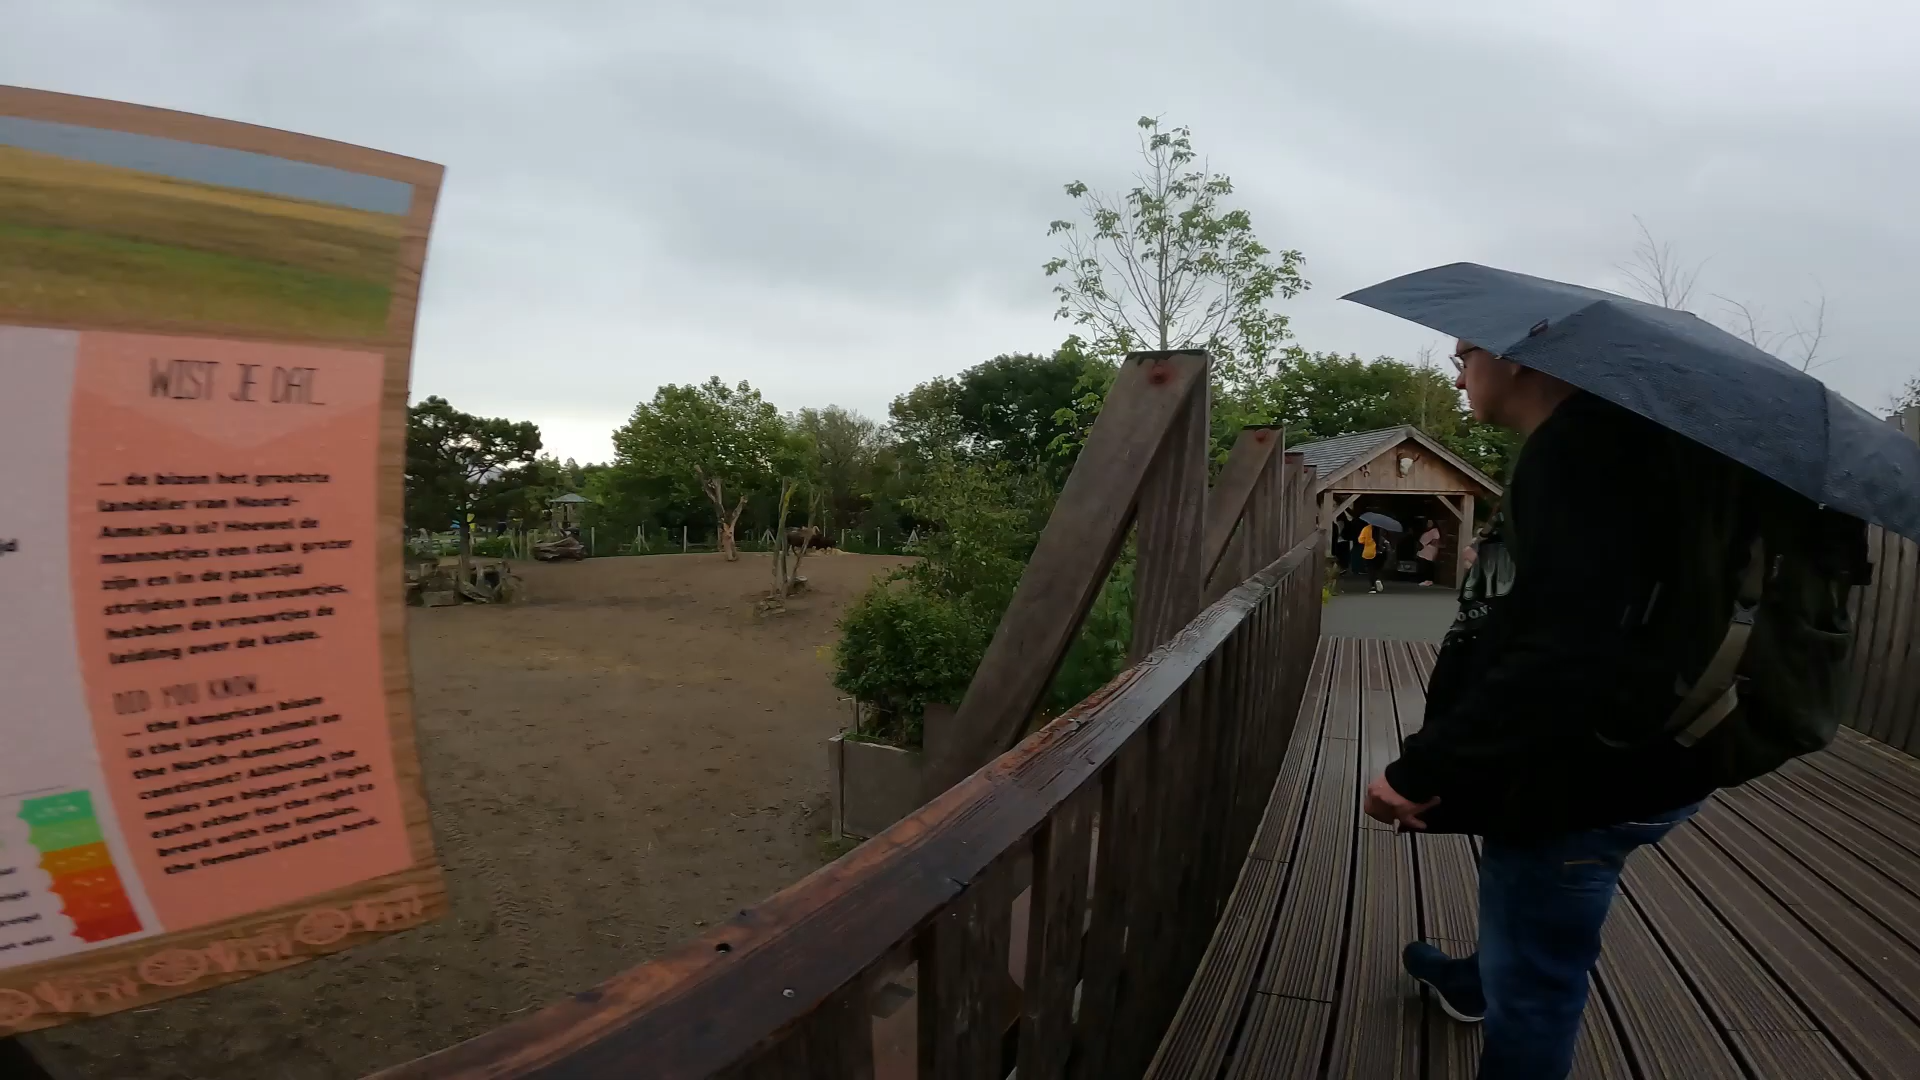 WIST JE DAT...
... de bizon het grootste
landdier van Noord-
Amerika is? Hoewel de
mannetjes een stuk groter
zijn en in de paartijd
strijden om de vrouwtjes,
hebben de vrouwtjes de
leiding over de kudde.
DID YOU KNOW...
... the American bison
is the largest animal on
the North-American
continent? Although the
males are bigger and fight
each other for the right to
breed with the females,
the females lead the herd.